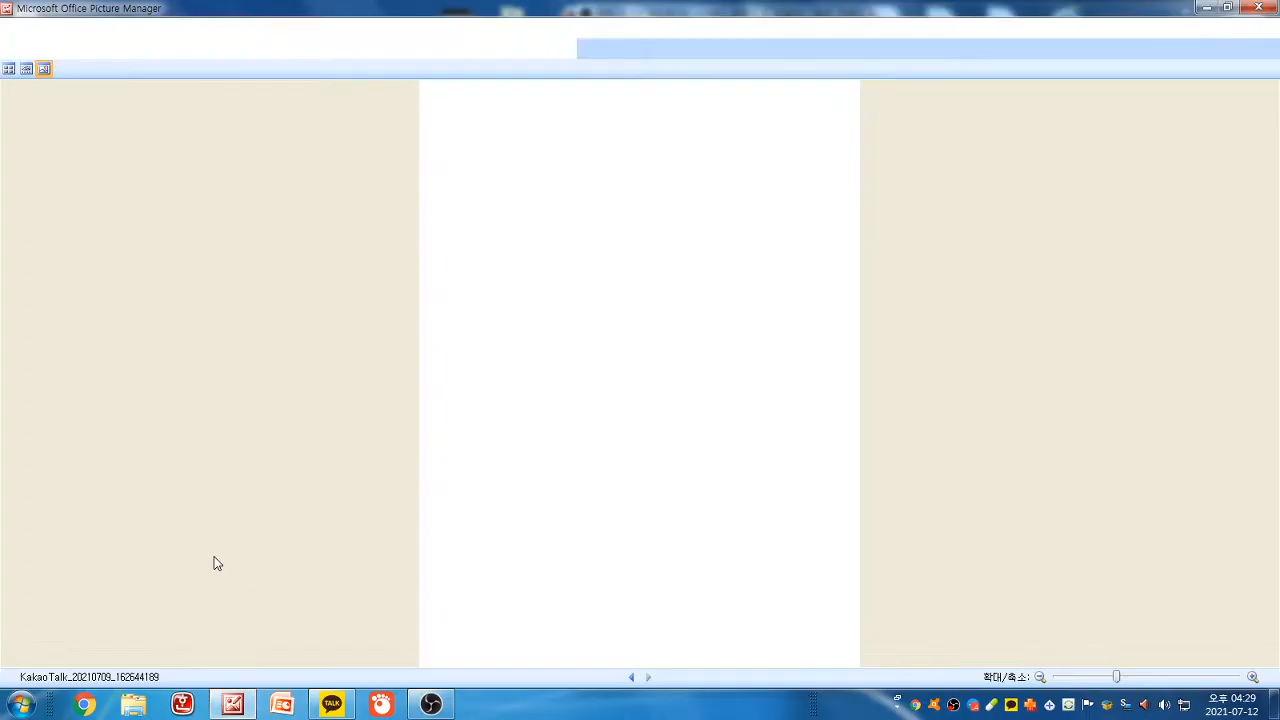 Microsoft Office Picture Manager
KakaoTalk_20210709_162644189
확대/축소:
TALK
오후 04:29
2021-07-12